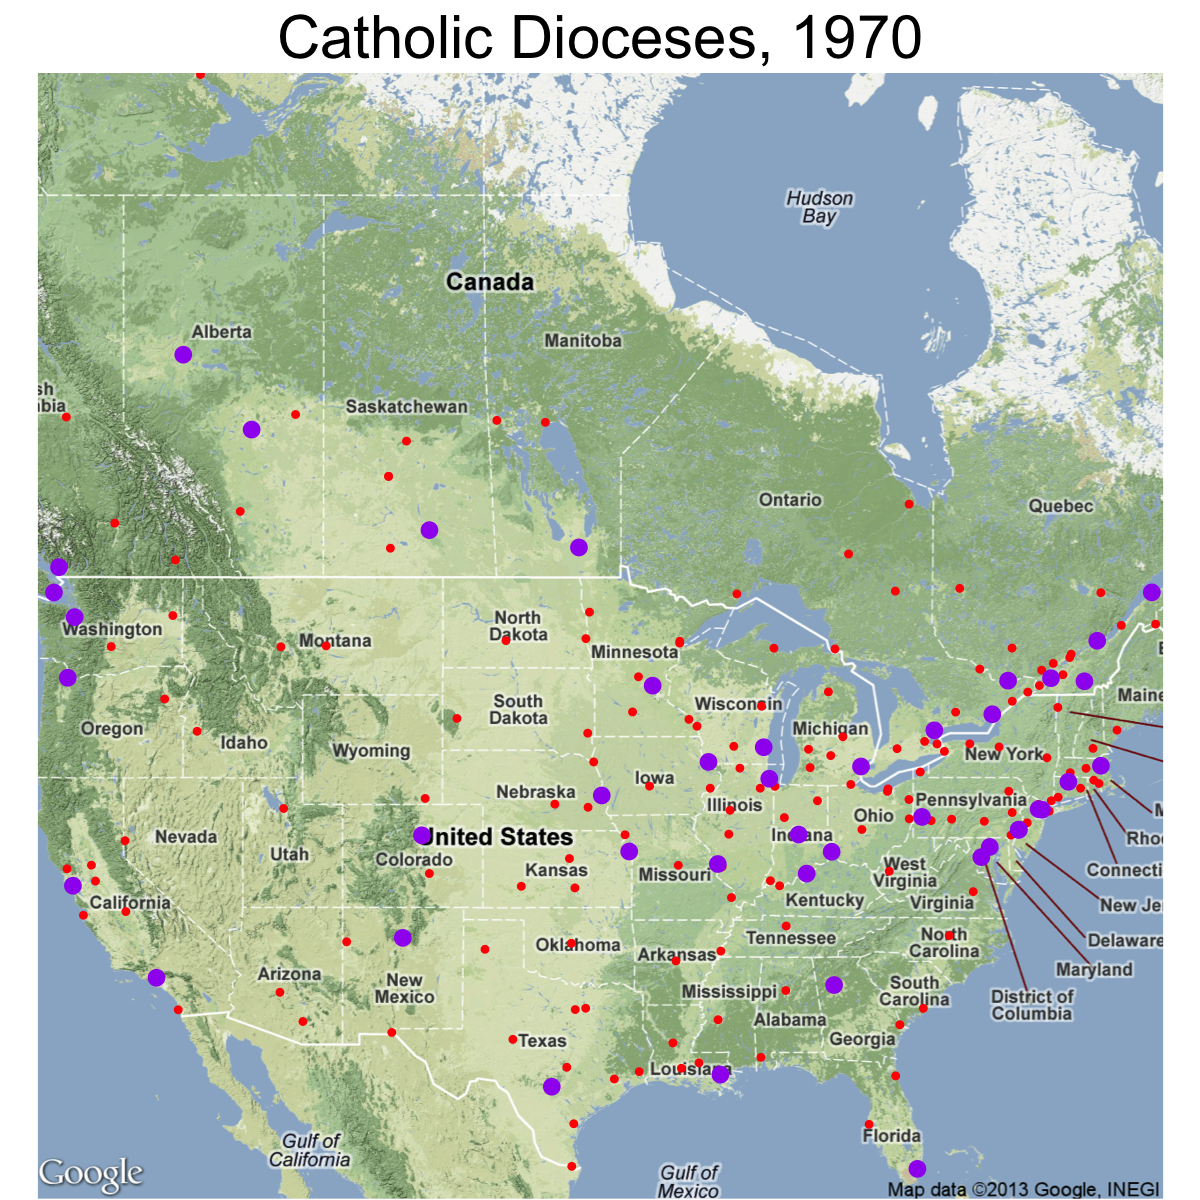 Catholic Dioceses, 1970
Hudson
Bay
Canada
Alberta
Manitoba
sh
nbia
Saskatchewan
Ontario
Quebec
Washington
Montana
North
Dakota
Minnesota
Maine
Oregon
Idaho
South
Dakota
Wisconsin
Michigan
Wyoming
New York
Iowa
Nebraska
Illinois
Pennsylvania
Ohio
M
Nevada
Utah
United States
Indiana
Rho
Colorado
Kansas
Missouri
West
Virginia
Connecti
California
Kentucky
Virginia
New Je
Oklahoma
Tennessee
North
Carolina
Delaware
Arkansas
Maryland
Arizona
New
Mexico
Mississippi
South
Carolina
District of
Columbia
Alabama
Texas
Georgia
Louisiana
Florida
Gulf of
California
Google
Gulf of
Mexico
Map data ©2013 Google, INEGI